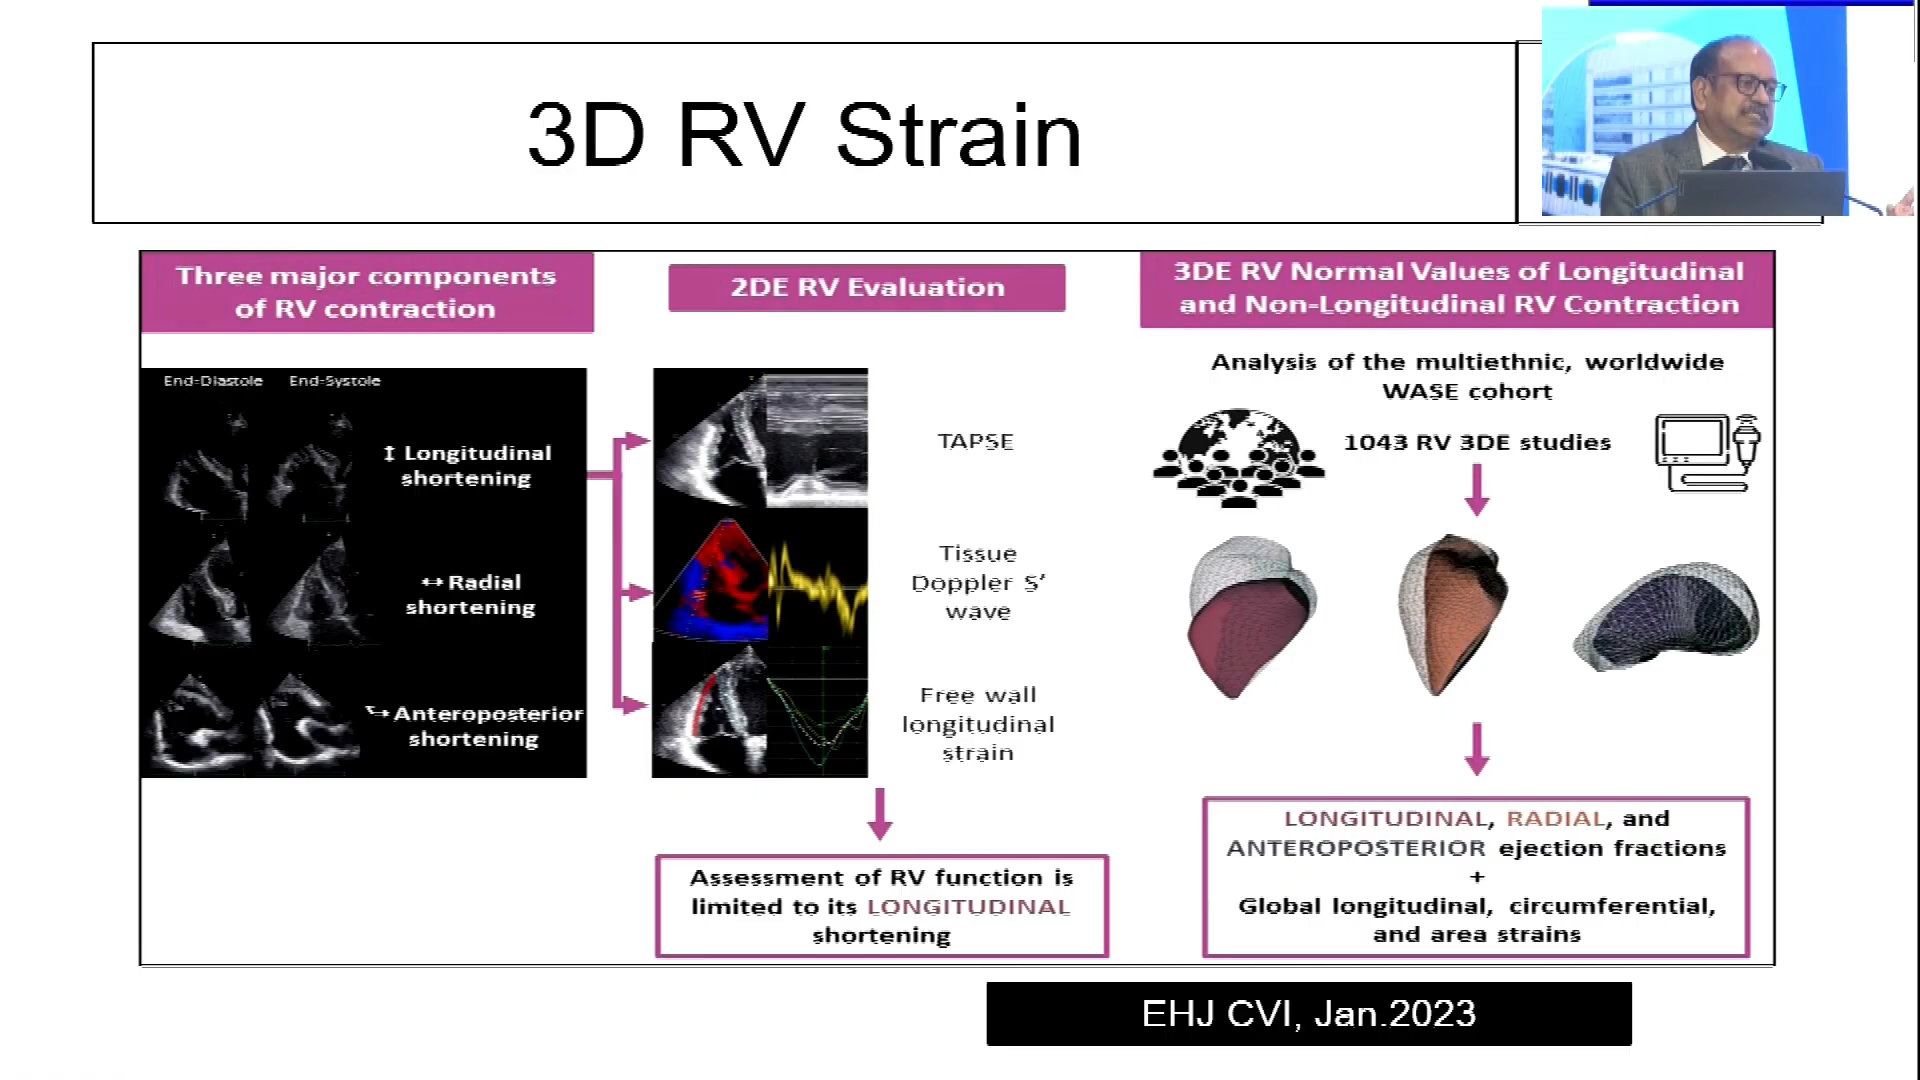 3D RV Strain
Three major components
of RV contraction
End-Diastole End-Systole
↕ Longitudinal
shortening
↔ Radial
shortening
Anteroposterior
shortening
2DE RV Evaluation
TAPSE
Tissue
Doppler S'
wave
Free wall
longitudinal
strain
Assessment of RV function is
limited to its LONGITUDINAL
shortening
3DE RV Normal Values of Longitudinal
and Non-Longitudinal RV Contraction
Analysis of the multiethnic, worldwide
WASE cohort
1043 RV 3DE studies
LONGITUDINAL, RADIAL, and
ANTEROPOSTERIOR ejection fractions
+
Global longitudinal, circumferential,
and area strains
EHJ CVI, Jan.2023